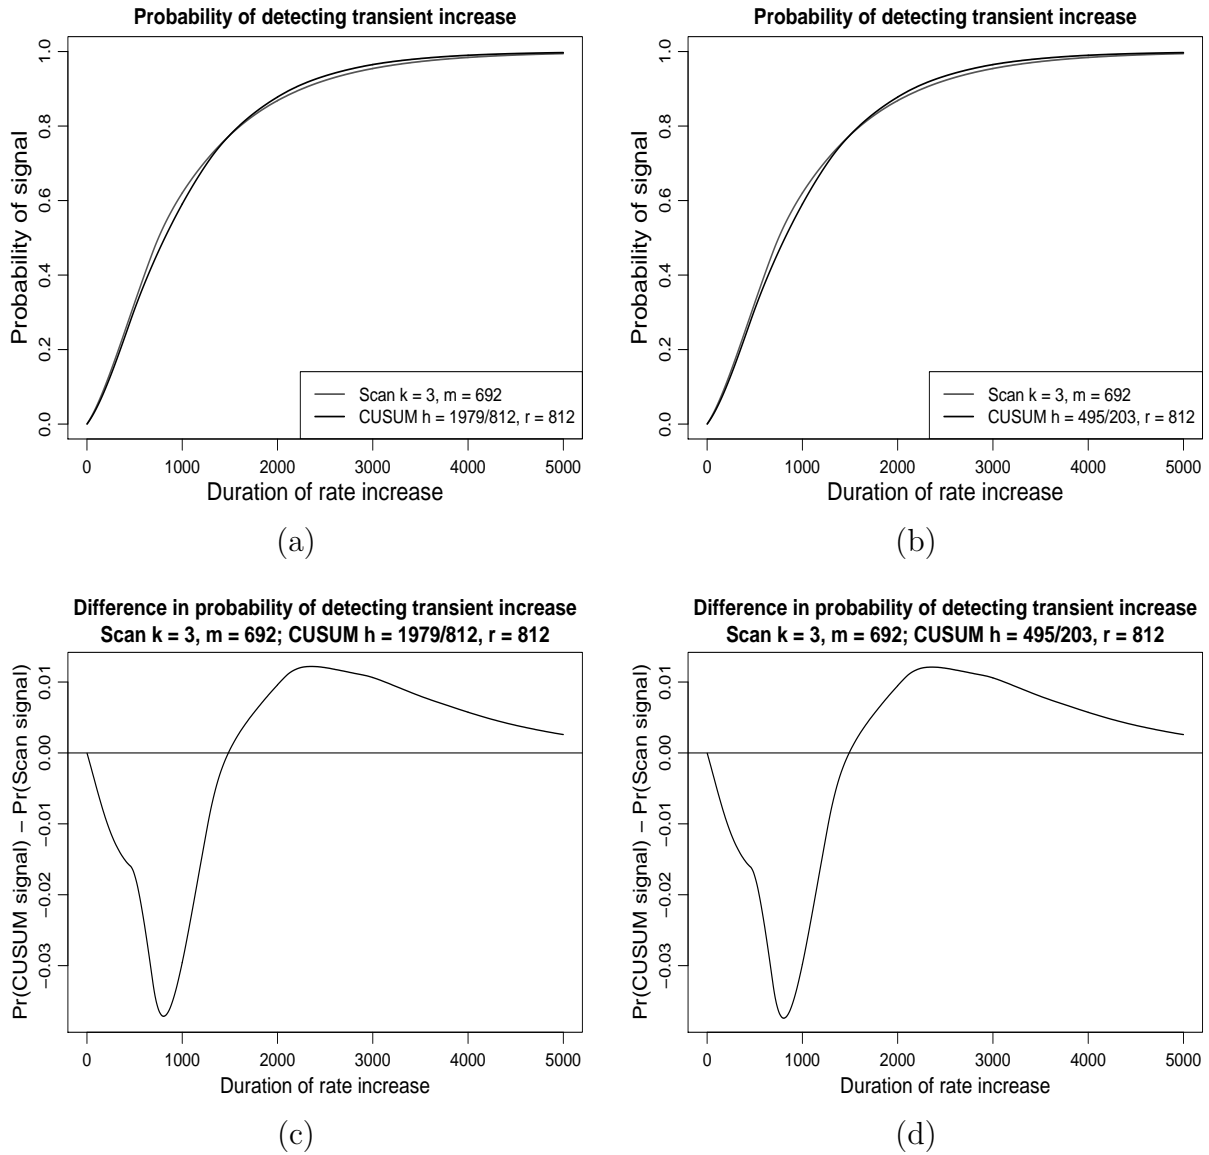 Probability of detecting transient increase
Probability of signal
0.0 0.2 0.4 0.6 0.8 1.0
Scan k = 3, m = 692
CUSUM h = 1979/812, r = 812
0 1000 2000 3000 4000 5000
Duration of rate increase
(a)
Probability of detecting transient increase
Probability of signal
0.0 0.2 0.4 0.6 0.8 1.0
Scan k = 3, m = 692
CUSUM h = 495/203, r = 812
0 1000 2000 3000 4000 5000
Duration of rate increase
(b)
Difference in probability of detecting transient increase
Scan k = 3, m = 692; CUSUM h = 1979/812, r = 812
Pr(CUSUM signal) − Pr(Scan signal)
−0.03 −0.02 −0.01 0.00 0.01
0 1000 2000 3000 4000 5000
Duration of rate increase
(c)
Difference in probability of detecting transient increase
Scan k = 3, m = 692; CUSUM h = 495/203, r = 812
Pr(CUSUM signal) − Pr(Scan signal)
−0.03 −0.02 −0.01 0.00 0.01
0 1000 2000 3000 4000 5000
Duration of rate increase
(d)